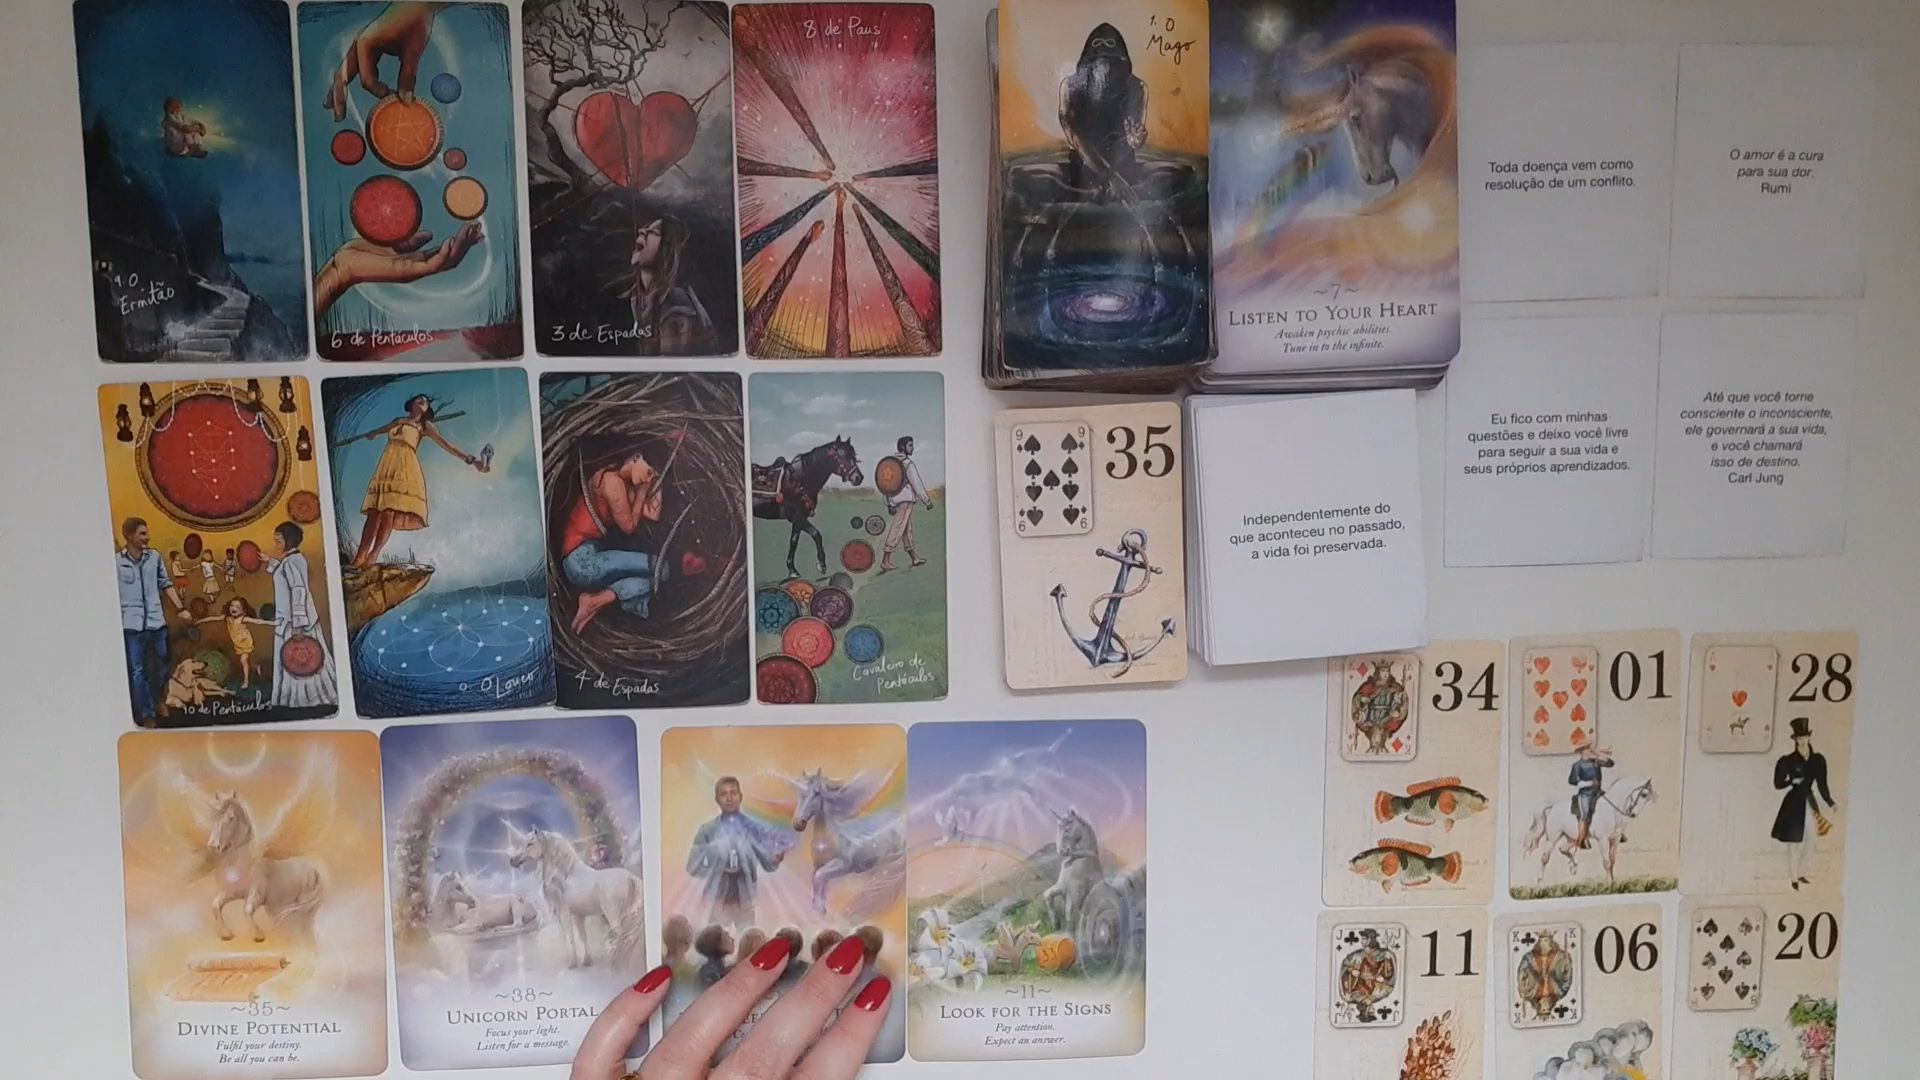 9. O
Ermitão
6 de Pentáculos
3 de Espadas
8 de Paus
1. O
Mago
~7~
LISTEN TO YOUR HEART
Awaken psychic abilities.
Tune in to the infinite.
Toda doença vem como
resolução de um conflito.
O amor é a cura
para sua dor.
Rumi
10 de Pentáculos
0. O Louco
4 de Espadas
Cavaleiro de
Pentáculos
9
9
35
6
6
Independentemente do
que aconteceu no passado,
a vida foi preservada.
Eu fico com minhas
questões e deixo você livre
para seguir a sua vida e
seus próprios aprendizados.
Até que você torne
consciente o inconsciente,
ele governará a sua vida,
e você chamará
isso de destino.
Carl Jung
~35~
DIVINE POTENTIAL
Fulfil your destiny.
Be all you can be.
~38~
UNICORN PORTAL
Focus your light.
Listen for a message.
33
~11~
LOOK FOR THE SIGNS
Pay attention.
Expect an answer.
K
34
01
28
J
J
11
K
K
06
20